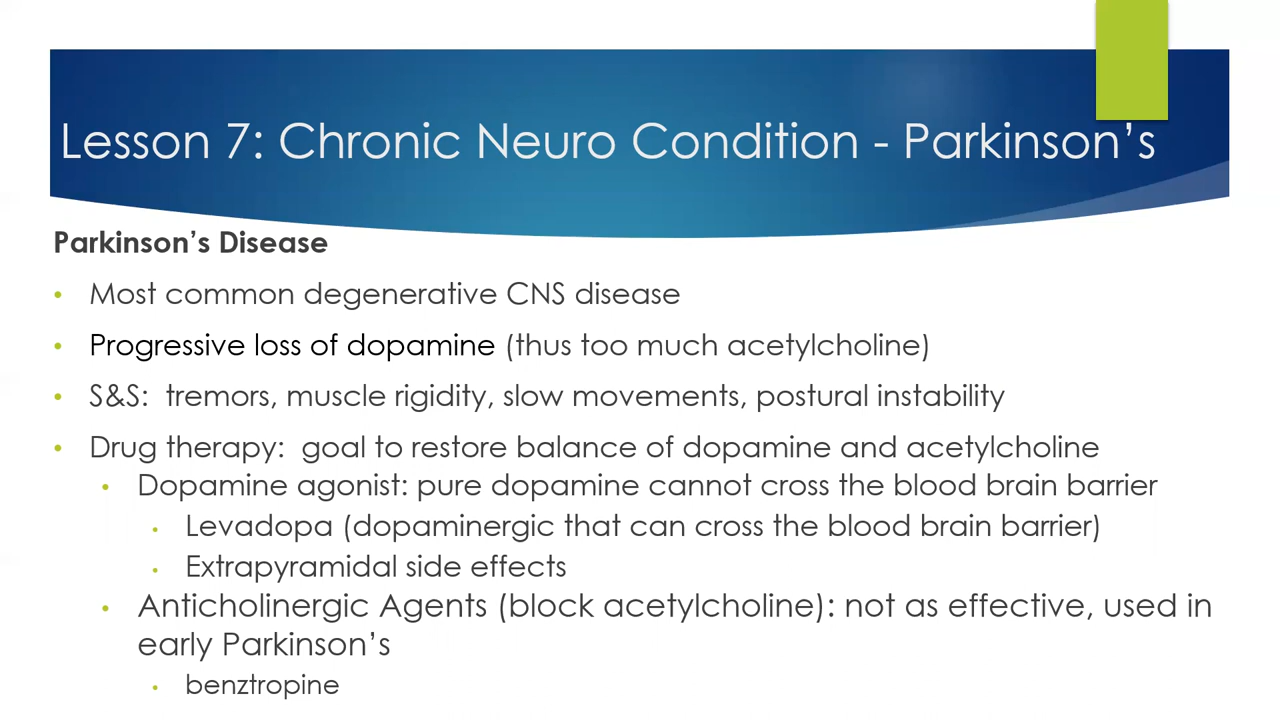 Lesson 7: Chronic Neuro Condition - Parkinson’s
Parkinson’s Disease
• Most common degenerative CNS disease
• Progressive loss of dopamine (thus too much acetylcholine)
• S&S:  tremors, muscle rigidity, slow movements, postural instability
• Drug therapy:  goal to restore balance of dopamine and acetylcholine
• Dopamine agonist: pure dopamine cannot cross the blood brain barrier
• Levadopa (dopaminergic that can cross the blood brain barrier)
• Extrapyramidal side effects
• Anticholinergic Agents (block acetylcholine): not as effective, used in
early Parkinson’s
• benztropine